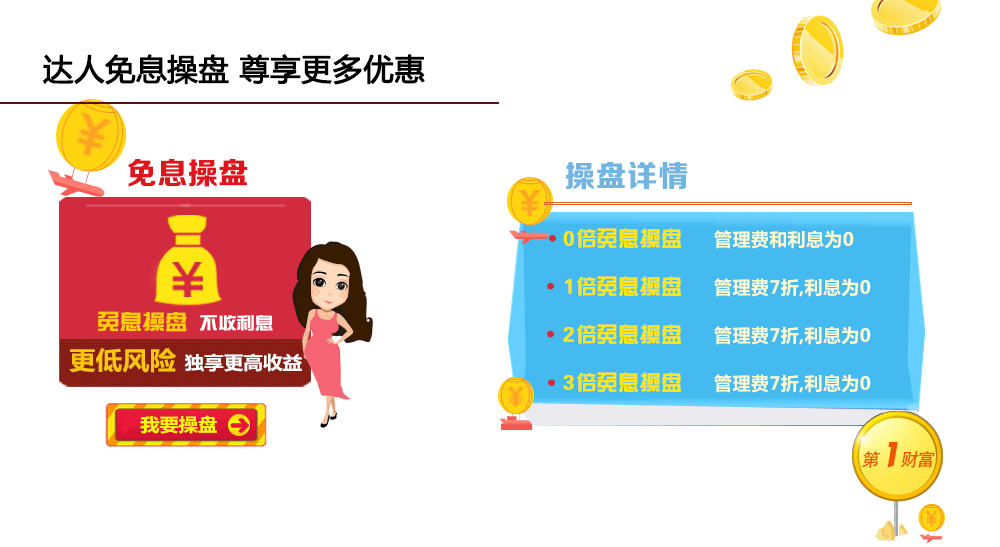 达人免息操盘 尊享更多优惠
¥
免息操盘
¥
免息操盘 不收利息
更低风险 独享更高收益
我要操盘
操盘详情
¥
0倍免息操盘 管理费和利息为0
1倍免息操盘 管理费7折,利息为0
2倍免息操盘 管理费7折,利息为0
3倍免息操盘 管理费7折,利息为0
¥
第1财富
¥